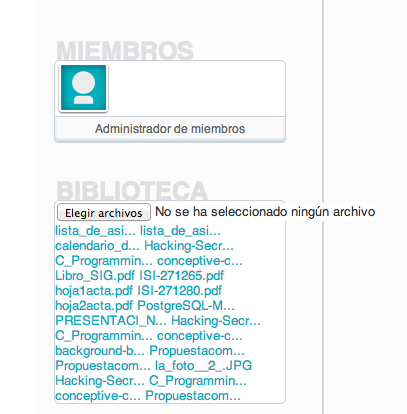 MIEMBROS
Administrador de miembros
BIBLIOTECA
Elegir archivos No se ha seleccionado ningún archivo
lista_de_asi... lista_de_asi...
calendario_d... Hacking-Secr...
C_Programmin... conceptive-c...
Libro_SIG.pdf ISI-271265.pdf
hoja1acta.pdf ISI-271280.pdf
hoja2acta.pdf PostgreSQL-M...
PRESENTACI_N... Hacking-Secr...
C_Programmin... conceptive-c...
background-b... Propuestacom...
Propuestacom... la_foto__2_.JPG
Hacking-Secr... C_Programmin...
conceptive-c... Propuestacom...